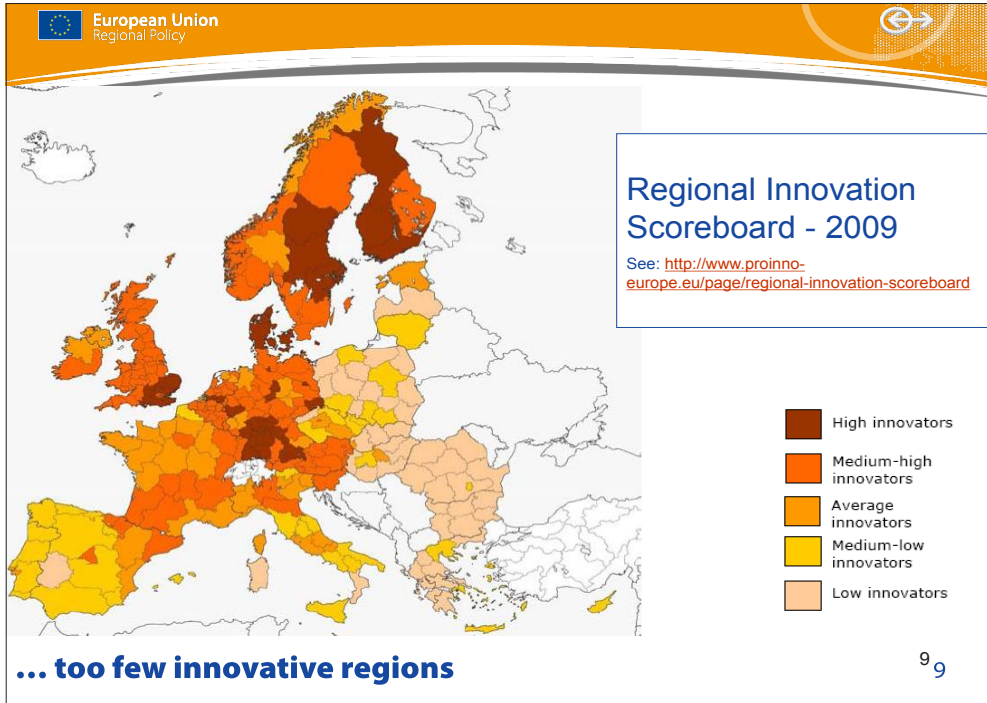 European Union
Regional Policy
Regional Innovation
Scoreboard - 2009
See: http://www.proinno-
europe.eu/page/regional-innovation-scoreboard
High innovators
Medium-high
innovators
Average
innovators
Medium-low
innovators
Low innovators
... too few innovative regions
9
9